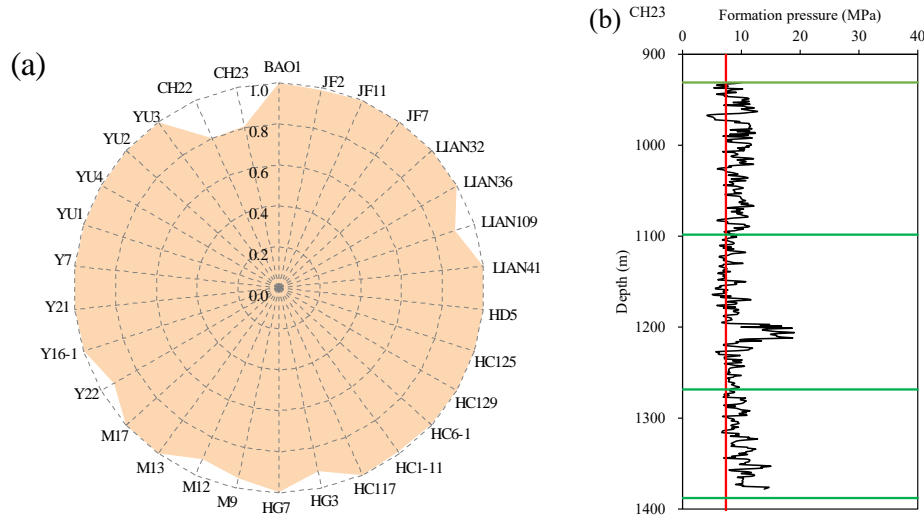 (a)
BAO1
JF2
JF11
JF7
LIAN32
LIAN36
LIAN109
LIAN41
HD5
HC125
HC129
HC6-1
HC1-11
HC117
HG3
HG7
M9
M12
M13
M17
Y22
Y16-1
Y21
Y7
YU1
YU4
YU2
YU3
CH22
CH23
1.0
0.8
0.6
0.4
0.2
0.0
(b) CH23 Formation pressure (MPa)
0 10 20 30 40
Depth (m)
900
1000
1100
1200
1300
1400